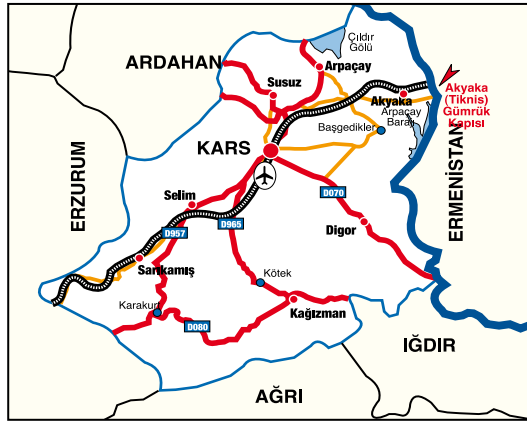 Çıldır
Gölü
ARDAHAN
Arpaçay
Susuz
Akyaka
Akyaka
(Tiknis)
Gümrük
Kapısı
Arpaçay
Barajı
Başgedikler
KARS
ERZURUM
ERMENİSTAN
D070
Selim
D965
D957
Digor
Sarıkamış
Kötek
Karakurt
Kağızman
D080
IĞDIR
AĞRI